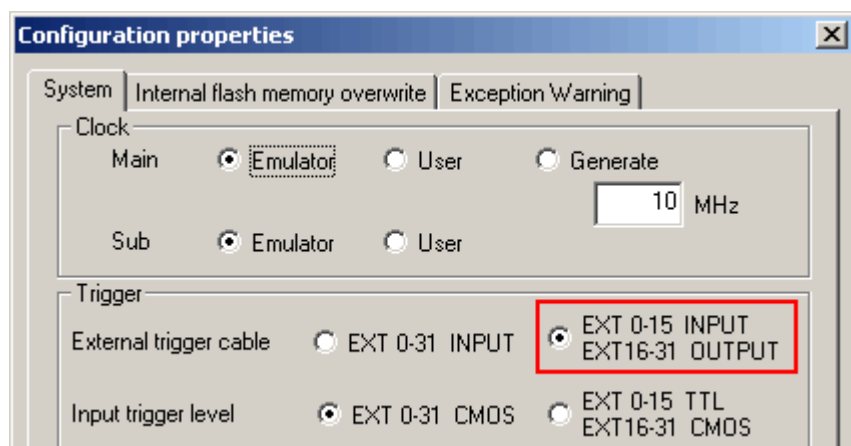 Configuration properties
System Internal flash memory overwrite Exception Warning
Clock
Main Emulator User Generate
10 MHz
Sub Emulator User
Trigger
External trigger cable EXT 0-31 INPUT EXT 0-15 INPUT
EXT16-31 OUTPUT
Input trigger level EXT 0-31 CMOS EXT 0-15 TTL
EXT16-31 CMOS